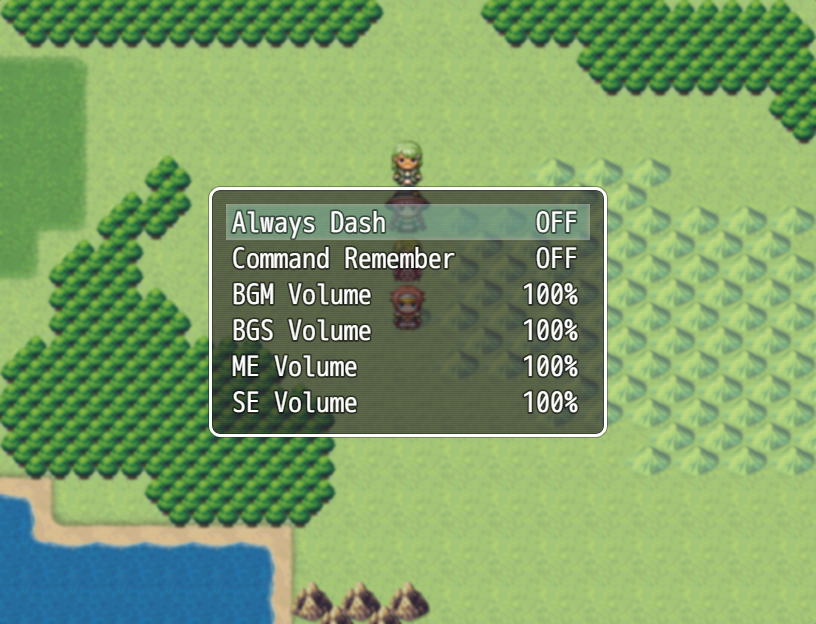 Always Dash OFF
Command Remember OFF
BGM Volume 100%
BGS Volume 100%
ME Volume 100%
SE Volume 100%